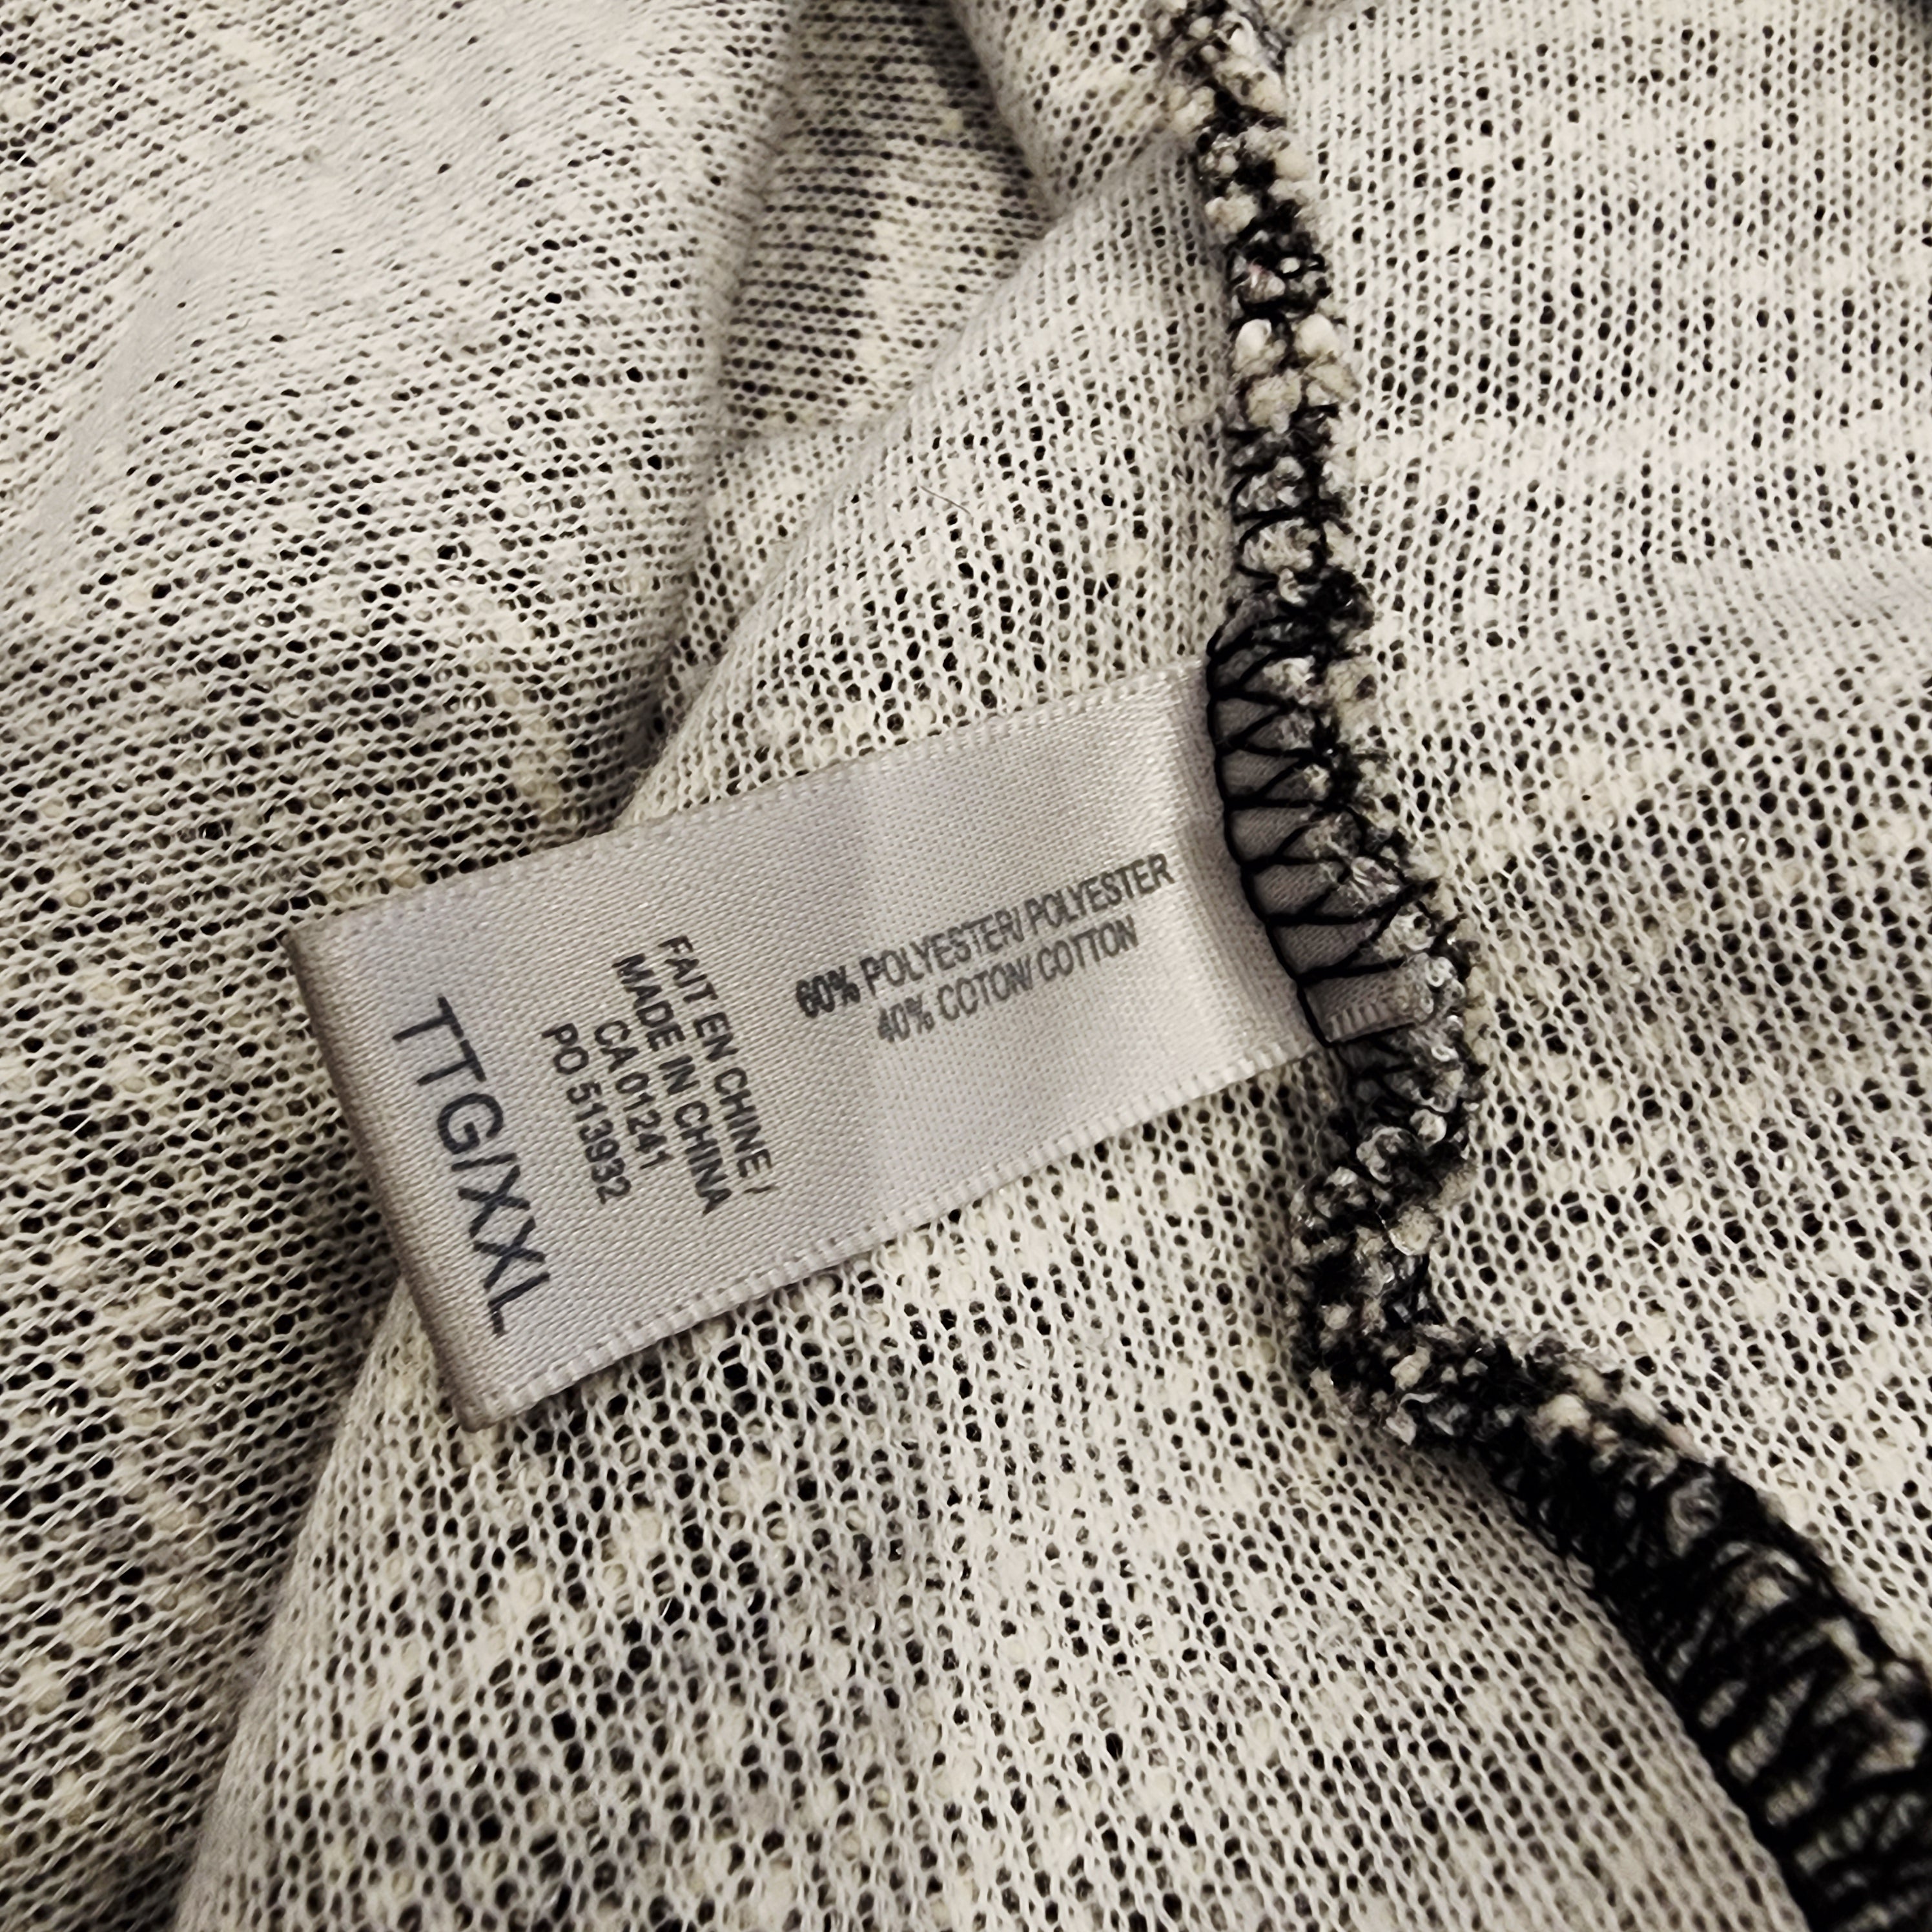 60% POLYESTER/POLYESTER
40% COTON/COTTON
FAIT EN CHINE/
MADE IN CHINA
CA 01241
PO 513932
TTG/XXL